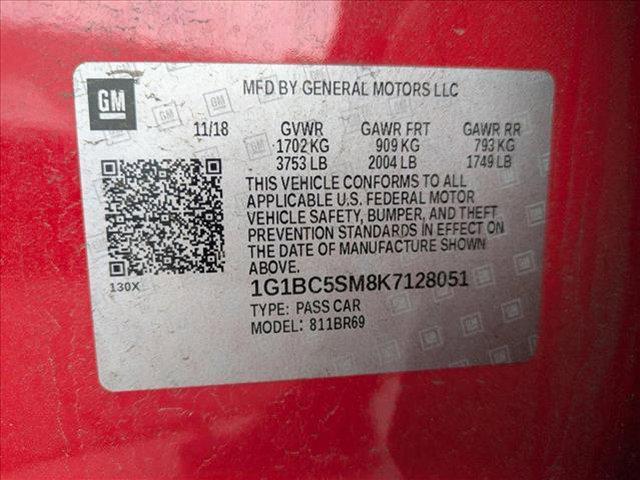 GM
MFD BY GENERAL MOTORS LLC
11/18 GVWR GAWR FRT GAWR RR
1702 KG 909 KG 793 KG
3753 LB 2004 LB 1749 LB
THIS VEHICLE CONFORMS TO ALL
APPLICABLE U.S. FEDERAL MOTOR
VEHICLE SAFETY, BUMPER, AND THEFT
PREVENTION STANDARDS IN EFFECT ON
THE DATE OF MANUFACTURE SHOWN
ABOVE.
130X
1G1BC5SM8K7128051
TYPE: PASS CAR
MODEL: 811BR69